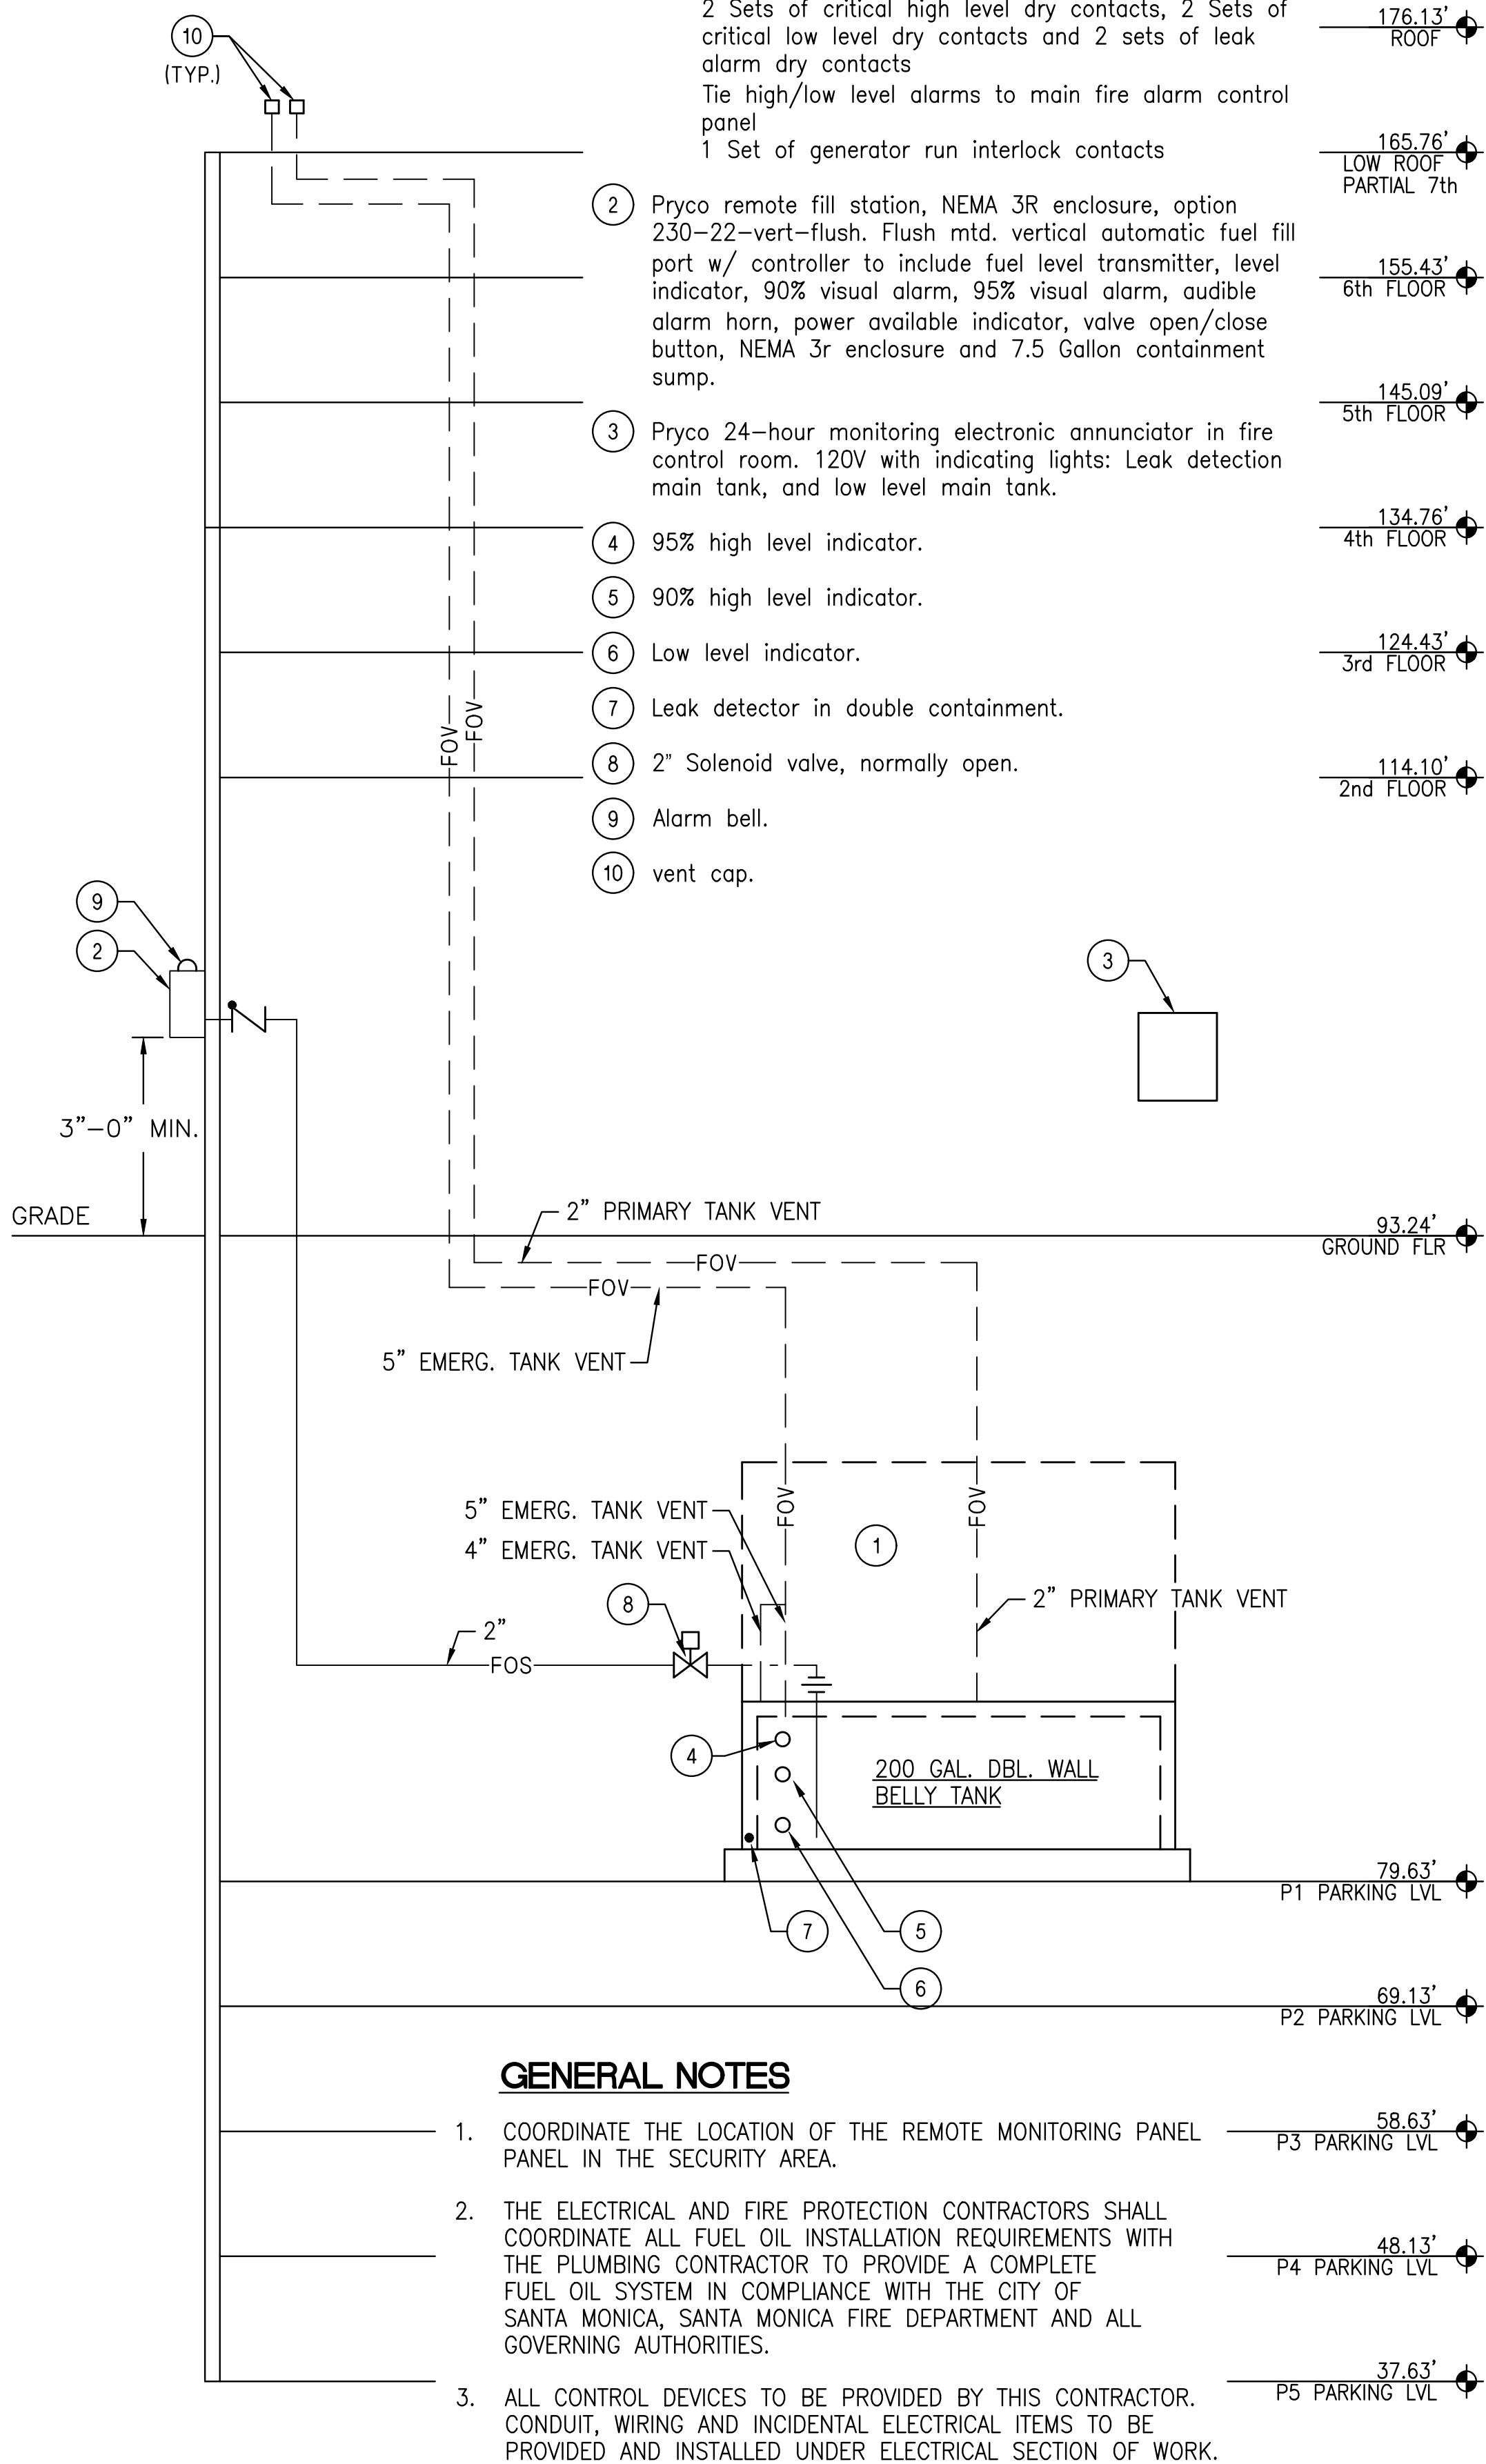 2 Sets of critical high level dry contacts, 2 Sets of
critical low level dry contacts and 2 sets of leak
alarm dry contacts
Tie high/low level alarms to main fire alarm control
panel
1 Set of generator run interlock contacts
10
(TYP.)
176.13'
ROOF
165.76'
LOW ROOF
PARTIAL 7th
2 Pryco remote fill station, NEMA 3R enclosure, option
230-22-vert-flush. Flush mtd. vertical automatic fuel fill
port w/ controller to include fuel level transmitter, level
indicator, 90% visual alarm, 95% visual alarm, audible
alarm horn, power available indicator, valve open/close
button, NEMA 3r enclosure and 7.5 Gallon containment
sump.
155.43'
6th FLOOR
145.09'
5th FLOOR
3 Pryco 24-hour monitoring electronic annunciator in fire
control room. 120V with indicating lights: Leak detection
main tank, and low level main tank.
134.76'
4th FLOOR
4 95% high level indicator.
5 90% high level indicator.
6 Low level indicator.
124.43'
3rd FLOOR
7 Leak detector in double containment.
FOV
FOV
8 2" Solenoid valve, normally open.
114.10'
2nd FLOOR
9 Alarm bell.
10 vent cap.
9
2
3
3"-0" MIN.
GRADE
2" PRIMARY TANK VENT
93.24'
GROUND FLR
FOV
FOV
5" EMERG. TANK VENT
5" EMERG. TANK VENT
4" EMERG. TANK VENT
FOV
FOV
1
8
2" PRIMARY TANK VENT
2"
FOS
4
200 GAL. DBL. WALL
BELLY TANK
79.63'
P1 PARKING LVL
7
5
6
69.13'
P2 PARKING LVL
GENERAL NOTES
1. COORDINATE THE LOCATION OF THE REMOTE MONITORING PANEL
PANEL IN THE SECURITY AREA.
58.63'
P3 PARKING LVL
2. THE ELECTRICAL AND FIRE PROTECTION CONTRACTORS SHALL
COORDINATE ALL FUEL OIL INSTALLATION REQUIREMENTS WITH
THE PLUMBING CONTRACTOR TO PROVIDE A COMPLETE
FUEL OIL SYSTEM IN COMPLIANCE WITH THE CITY OF
SANTA MONICA, SANTA MONICA FIRE DEPARTMENT AND ALL
GOVERNING AUTHORITIES.
48.13'
P4 PARKING LVL
37.63'
P5 PARKING LVL
3. ALL CONTROL DEVICES TO BE PROVIDED BY THIS CONTRACTOR.
CONDUIT, WIRING AND INCIDENTAL ELECTRICAL ITEMS TO BE
PROVIDED AND INSTALLED UNDER ELECTRICAL SECTION OF WORK.